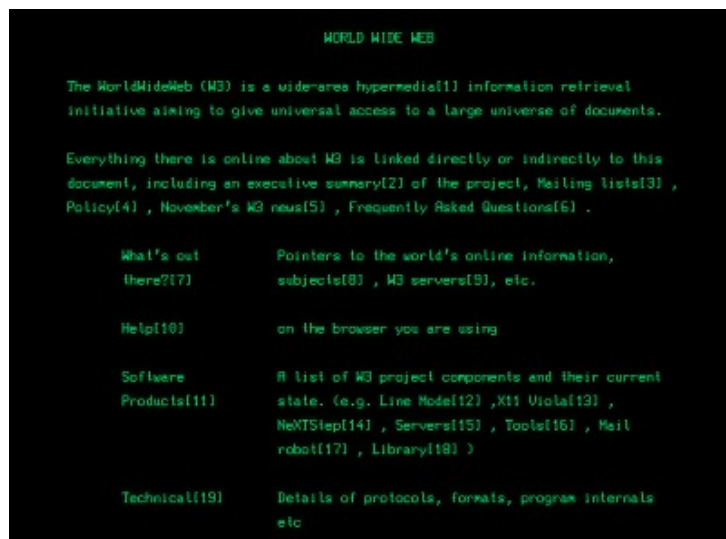 WORLD WIDE WEB
The WorldWideWeb (W3) is a wide-area hypermedia[1] information retrieval
initiative aiming to give universal access to a large universe of documents.
Everything there is online about W3 is linked directly or indirectly to this
document, including an executive summary[2] of the project, Mailing lists[3] ,
Policy[4] , November's W3 news[5] , Frequently Asked Questions[6] .
What's out Pointers to the world's online information,
there?[7] subjects[8] , W3 servers[9], etc.
Help[10] on the browser you are using
Software A list of W3 project components and their current
Products[11] state. (e.g. Line Mode[12] ,X11 Viola[13] ,
NeXTStep[14] , Servers[15] , Tools[16] , Mail
robot[17] , Library[18] )
Technical[19] Details of protocols, formats, program internals
etc